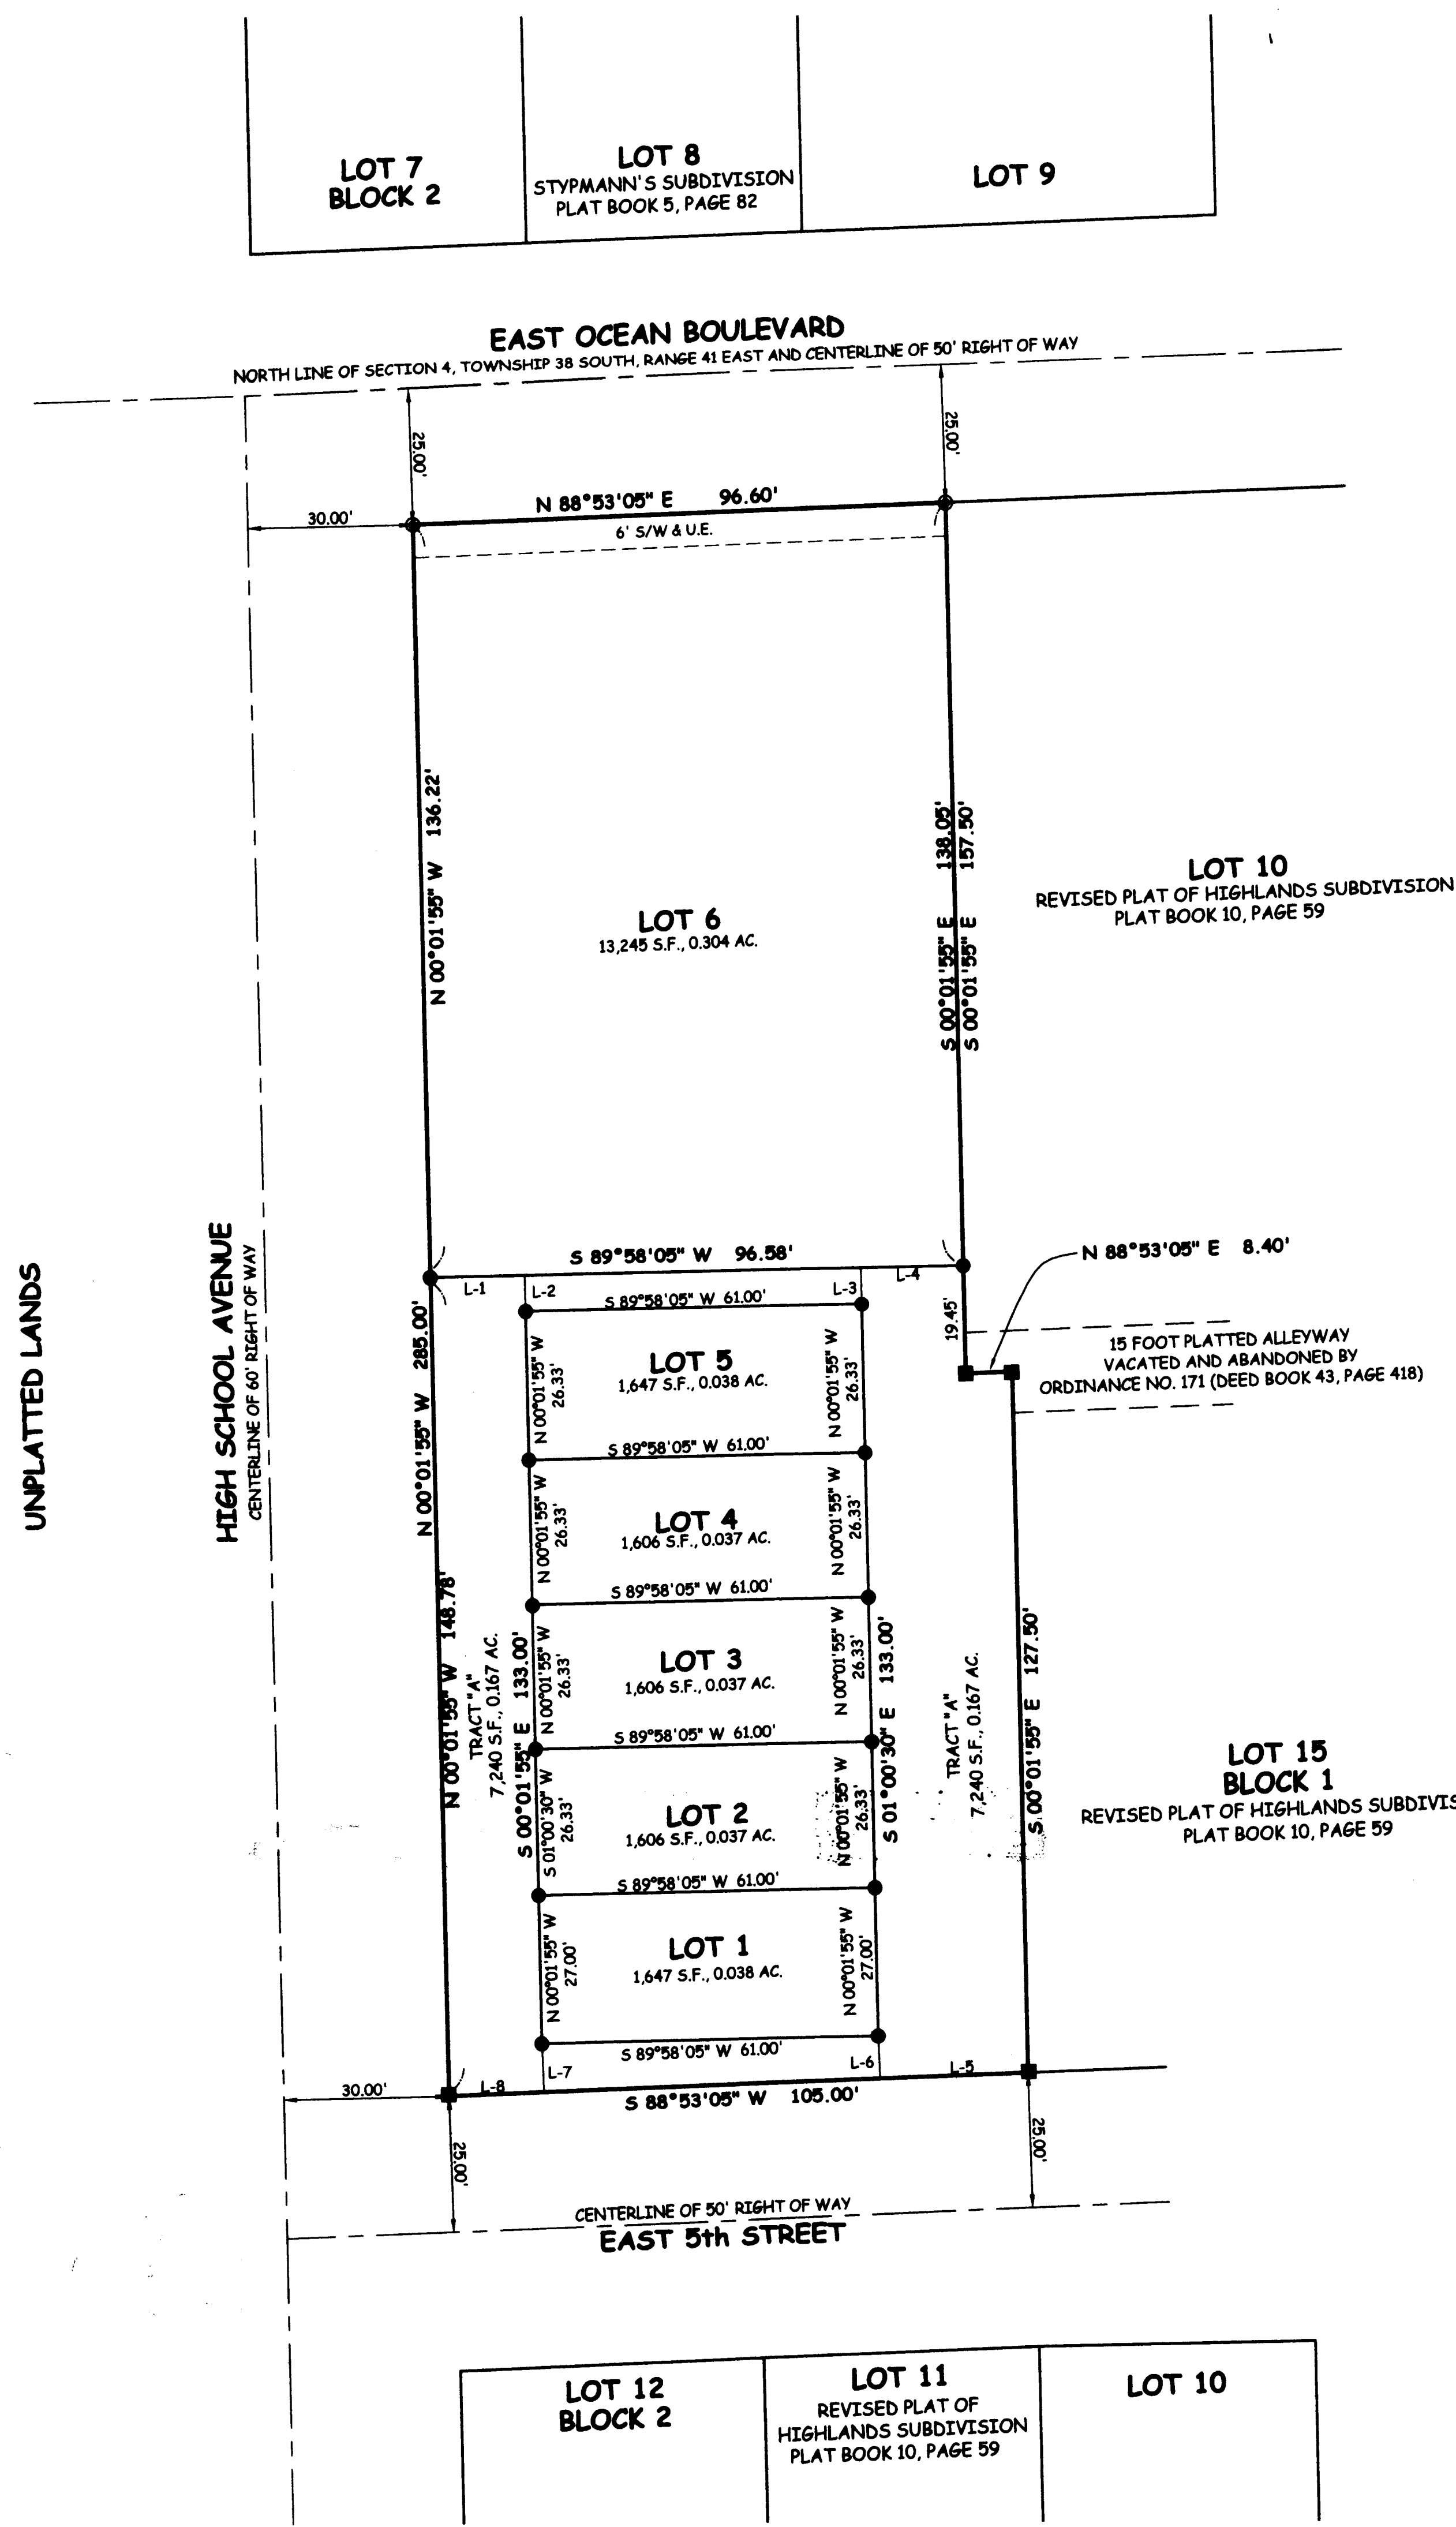 LOT 7
BLOCK 2
LOT 8
STYPMANN'S SUBDIVISION
PLAT BOOK 5, PAGE 82
LOT 9
EAST OCEAN BOULEVARD
NORTH LINE OF SECTION 4, TOWNSHIP 38 SOUTH, RANGE 41 EAST AND CENTERLINE OF 50' RIGHT OF WAY
25.00'
25.00'
30.00'
N 88°53'05" E 96.60'
6' S/W & U.E.
N 00°01'55" W 136.22'
S 00°01'55" E 138.05'
S 00°01'55" E 157.50'
LOT 6
13,245 S.F., 0.304 AC.
LOT 10
REVISED PLAT OF HIGHLANDS SUBDIVISION
PLAT BOOK 10, PAGE 59
UNPLATTED LANDS
HIGH SCHOOL AVENUE
CENTERLINE OF 60' RIGHT OF WAY
N 00°01'55" W 285.00'
S 89°58'05" W 96.58'
L-1
L-2
L-3
L-4
N 88°53'05" E 8.40'
19.45'
15 FOOT PLATTED ALLEYWAY
VACATED AND ABANDONED BY
ORDINANCE NO. 171 (DEED BOOK 43, PAGE 418)
S 89°58'05" W 61.00'
N 00°01'55" W
26.33'
LOT 5
1,647 S.F., 0.038 AC.
N 00°01'55" W
26.33'
S 89°58'05" W 61.00'
N 00°01'55" W
26.33'
LOT 4
1,606 S.F., 0.037 AC.
N 00°01'55" W
26.33'
S 89°58'05" W 61.00'
N 00°01'55" W 148.78'
TRACT "A"
7,240 S.F., 0.167 AC.
S 00°01'55" E 133.00'
N 00°01'55" W
26.33'
LOT 3
1,606 S.F., 0.037 AC.
N 00°01'55" W
26.33'
S 01°00'30" E 133.00'
TRACT "A"
7,240 S.F., 0.167 AC.
S 00°01'55" E 127.50'
S 89°58'05" W 61.00'
S 01°00'30" W
26.33'
LOT 2
1,606 S.F., 0.037 AC.
N 00°01'55" W
26.33'
LOT 15
BLOCK 1
REVISED PLAT OF HIGHLANDS SUBDIVIS
PLAT BOOK 10, PAGE 59
S 89°58'05" W 61.00'
N 00°01'55" W
27.00'
LOT 1
1,647 S.F., 0.038 AC.
N 00°01'55" W
27.00'
S 89°58'05" W 61.00'
L-8
L-7
L-6
L-5
30.00'
S 88°53'05" W 105.00'
25.00'
25.00'
CENTERLINE OF 50' RIGHT OF WAY
EAST 5th STREET
LOT 12
BLOCK 2
LOT 11
REVISED PLAT OF
HIGHLANDS SUBDIVISION
PLAT BOOK 10, PAGE 59
LOT 10